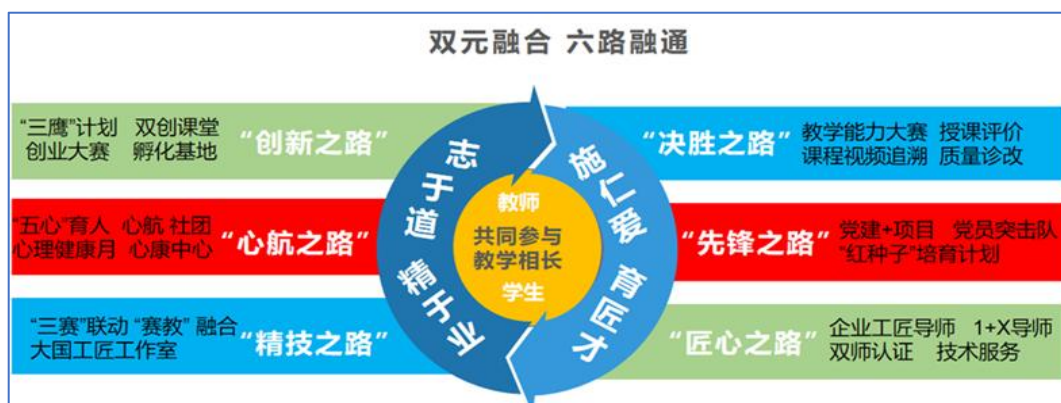 双元融合 六路融通
“三鹰”计划 双创课堂
创业大赛 孵化基地
“创新之路”
“五心”育人 心航 社团
心理健康月 心康中心
“心航之路”
“三赛”联动 “赛教” 融合
大国工匠工作室
“精技之路”
志于道
精于业
教师
共同参与
教学相长
学生
施仁爱
育匠才
“决胜之路”
教学能力大赛 授课评价
课程视频追溯 质量诊改
“先锋之路”
党建+项目 党员突击队
“红种子”培育计划
“匠心之路”
企业工匠导师 1+X导师
双师认证 技术服务